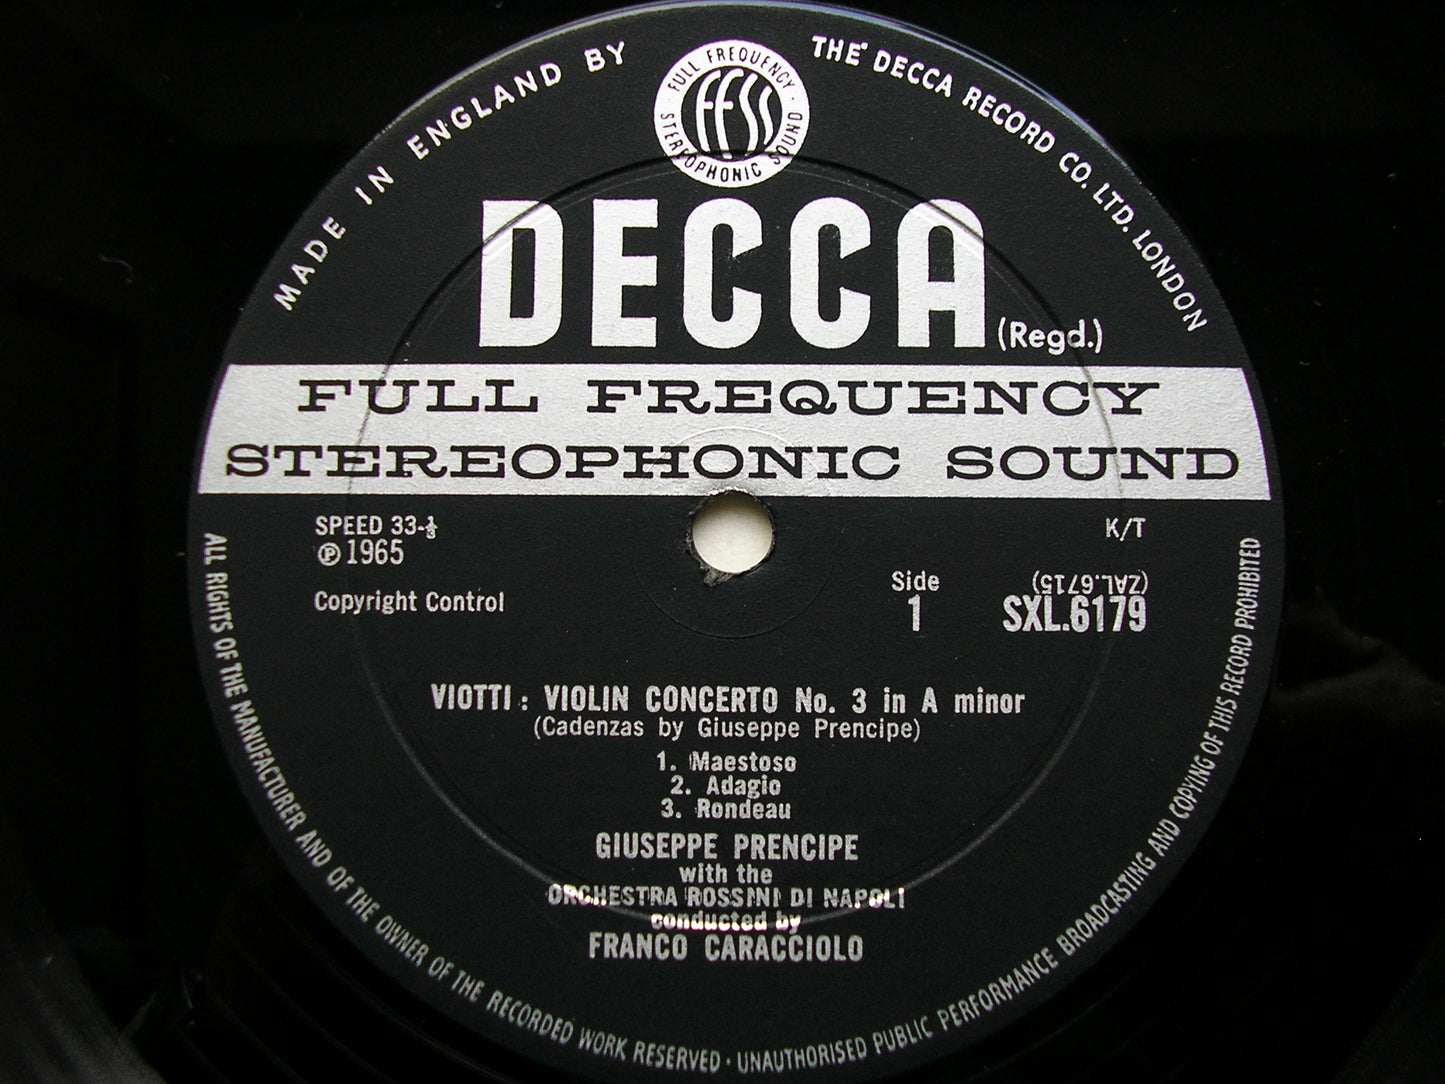 MADE IN ENGLAND BY
THE DECCA RECORD CO. LTD. LONDON
FULL FREQUENCY
STEREOPHONIC SOUND
FFSS
DECCA
(Regd.)
FULL FREQUENCY
STEREOPHONIC SOUND
SPEED 33-⅓
℗ 1965
Copyright Control
K/T
Side
1
(ZAL.6715)
SXL.6179
VIOTTI: VIOLIN CONCERTO No. 3 in A minor
(Cadenzas by Giuseppe Prencipe)
1. Maestoso
2. Adagio
3. Rondeau
GIUSEPPE PRENCIPE
with the
ORCHESTRA ROSSINI DI NAPOLI
conducted by
FRANCO CARACCIOLO
ALL RIGHTS OF THE MANUFACTURER AND OF THE OWNER OF THE RECORDED WORK RESERVED · UNAUTHORISED PUBLIC PERFORMANCE BROADCASTING AND COPYING OF THIS RECORD PROHIBITED